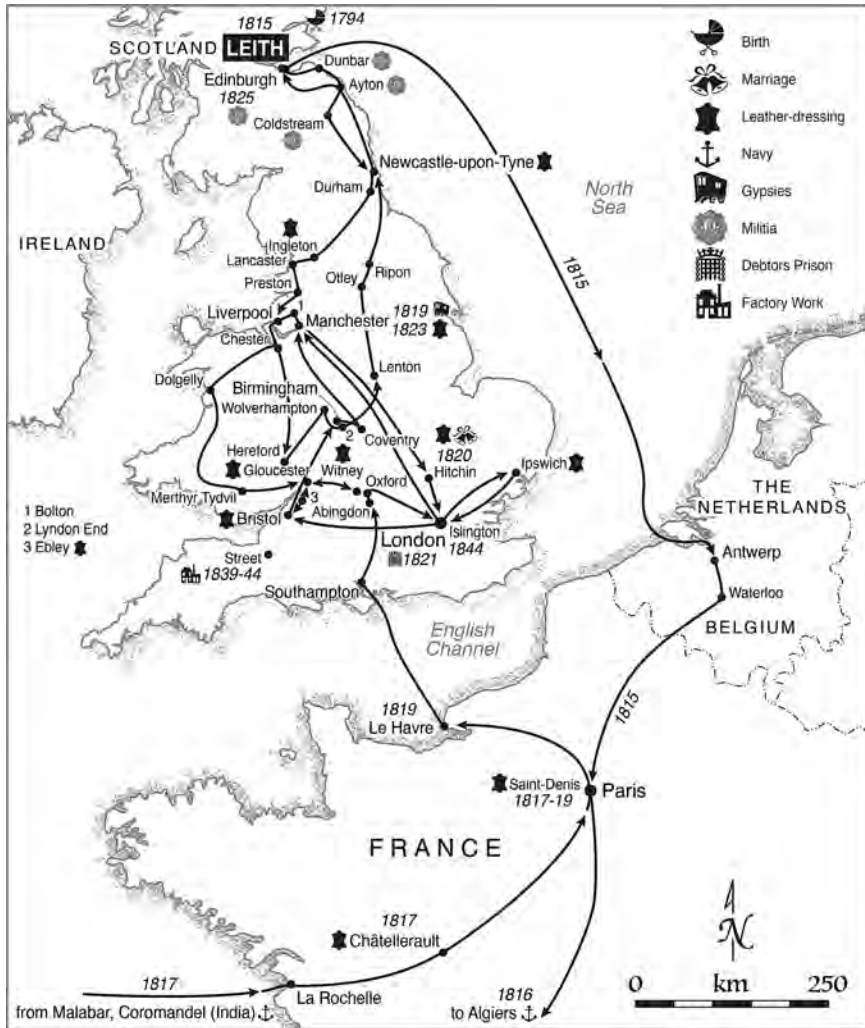 1815
1794
SCOTLAND LEITH
Edinburgh
1825
Dunbar
Ayton
Coldstream
Newcastle-upon-Tyne
Durham
North
Sea
IRELAND
Ingleton
Lancaster
Preston
Ripon
Otley
1815
Liverpool
1
Manchester
Chester
1819
1823
Dolgelly
Lenton
Birmingham
Wolverhampton
2
Coventry
Hereford
Gloucester
Witney
1820
Hitchin
Ipswich
Merthyr Tydvil
3
Oxford
Abingdon
Bristol
London
Islington
1844
1821
Street
1839-44
Southampton
1 Bolton
2 Lyndon End
3 Ebley
English
Channel
THE
NETHERLANDS
Antwerp
Waterloo
BELGIUM
1815
1819
Le Havre
Saint-Denis
1817-19
Paris
FRANCE
1817
Châtellerault
1817
La Rochelle
from Malabar, Coromandel (India)
1816
to Algiers
Birth
Marriage
Leather-dressing
Navy
Gypsies
Militia
Debtors Prison
Factory Work
N
0 km 250